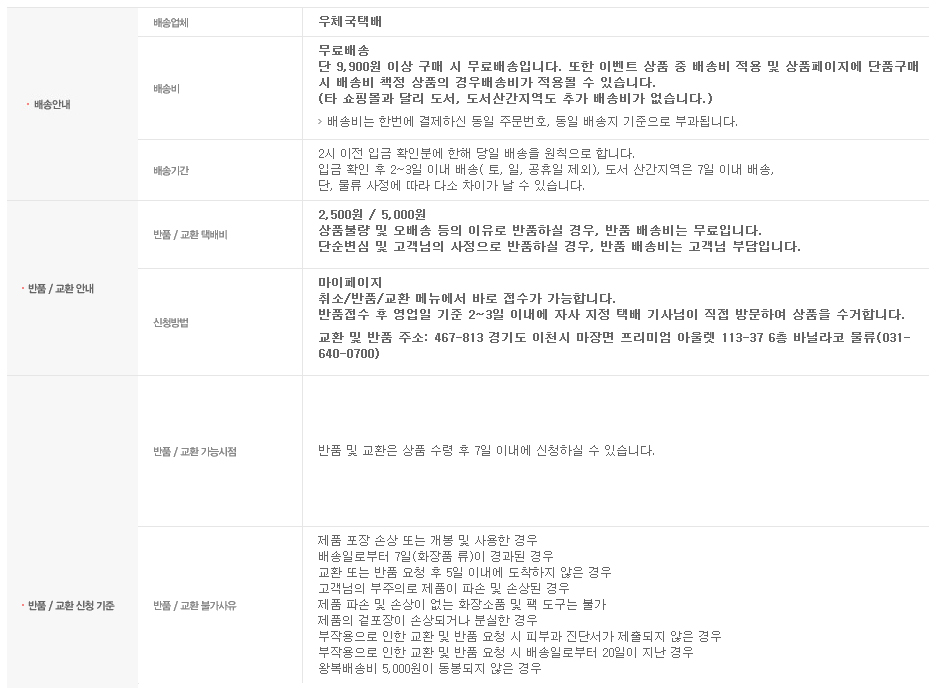 배송업체
우체국택배
배송안내
배송비
무료배송
단 9,900원 이상 구매 시 무료배송입니다. 또한 이벤트 상품 중 배송비 적용 및 상품페이지에 단품구매
시 배송비 책정 상품의 경우배송비가 적용될 수 있습니다.
(타 쇼핑몰과 달리 도서, 도서산간지역도 추가 배송비가 없습니다.)
› 배송비는 한번에 결제하신 동일 주문번호, 동일 배송지 기준으로 부과됩니다.
배송기간
2시 이전 입금 확인분에 한해 당일 배송을 원칙으로 합니다.
입금 확인 후 2~3일 이내 배송( 토, 일, 공휴일 제외), 도서 산간지역은 7일 이내 배송,
단, 물류 사정에 따라 다소 차이가 날 수 있습니다.
반품 / 교환 안내
반품 / 교환 택배비
2,500원 / 5,000원
상품불량 및 오배송 등의 이유로 반품하실 경우, 반품 배송비는 무료입니다.
단순변심 및 고객님의 사정으로 반품하실 경우, 반품 배송비는 고객님 부담입니다.
신청방법
마이페이지
취소/반품/교환 메뉴에서 바로 접수가 가능합니다.
반품접수 후 영업일 기준 2~3일 이내에 자사 지정 택배 기사님이 직접 방문하여 상품을 수거합니다.
교환 및 반품 주소: 467-813 경기도 이천시 마장면 프리미엄 아울렛 113-37 6층 바닐라코 물류(031-
640-0700)
반품 / 교환 가능시점
반품 및 교환은 상품 수령 후 7일 이내에 신청하실 수 있습니다.
반품 / 교환 신청 기준
반품 / 교환 불가사유
제품 포장 손상 또는 개봉 및 사용한 경우
배송일로부터 7일(화장품 류)이 경과된 경우
교환 또는 반품 요청 후 5일 이내에 도착하지 않은 경우
고객님의 부주의로 제품이 파손 및 손상된 경우
제품 파손 및 손상이 없는 화장소품 및 팩 도구는 불가
제품의 겉포장이 손상되거나 분실한 경우
부작용으로 인한 교환 및 반품 요청 시 피부과 진단서가 제출되지 않은 경우
부작용으로 인한 교환 및 반품 요청 시 배송일로부터 20일이 지난 경우
왕복배송비 5,000원이 동봉되지 않은 경우